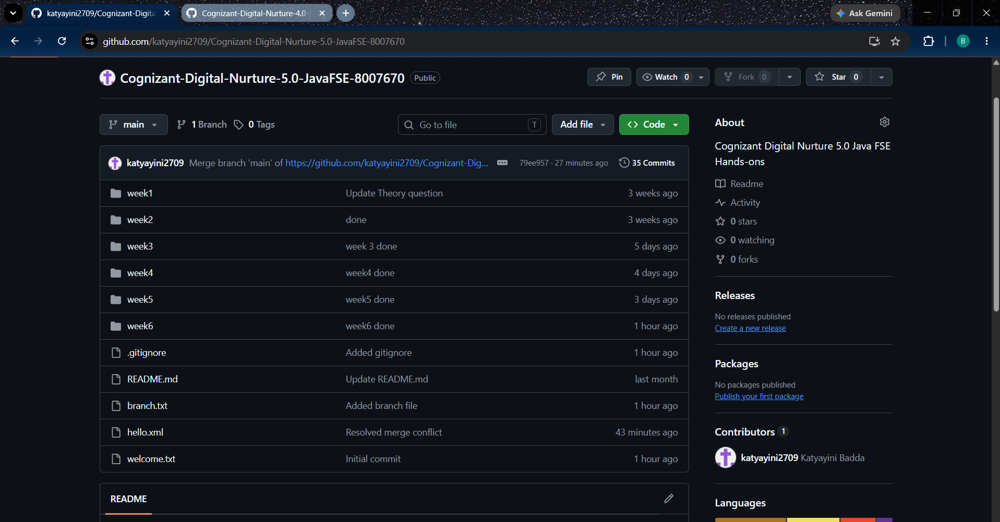 katyayini2709/Cognizant-Digita
Cognizant-Digital-Nurture-4.0-
Ask Gemini
github.com/katyayini2709/Cognizant-Digital-Nurture-5.0-JavaFSE-8007670
B
Cognizant-Digital-Nurture-5.0-JavaFSE-8007670 Public
Pin
Watch 0
Fork 0
Star 0
main
1 Branch
0 Tags
Go to file
T
Add file
Code
katyayini2709 Merge branch 'main' of https://github.com/katyayini2709/Cognizant-Dig... 79ee957 · 27 minutes ago 35 Commits
week1 Update Theory question 3 weeks ago
week2 done 3 weeks ago
week3 week 3 done 5 days ago
week4 week4 done 4 days ago
week5 week5 done 3 days ago
week6 week6 done 1 hour ago
.gitignore Added gitignore 1 hour ago
README.md Update README.md last month
branch.txt Added branch file 1 hour ago
hello.xml Resolved merge conflict 43 minutes ago
welcome.txt Initial commit 1 hour ago
README
About
Cognizant Digital Nurture 5.0 Java FSE
Hands-ons
Readme
Activity
0 stars
0 watching
0 forks
Releases
No releases published
Create a new release
Packages
No packages published
Publish your first package
Contributors 1
katyayini2709 Katyayini Badda
Languages